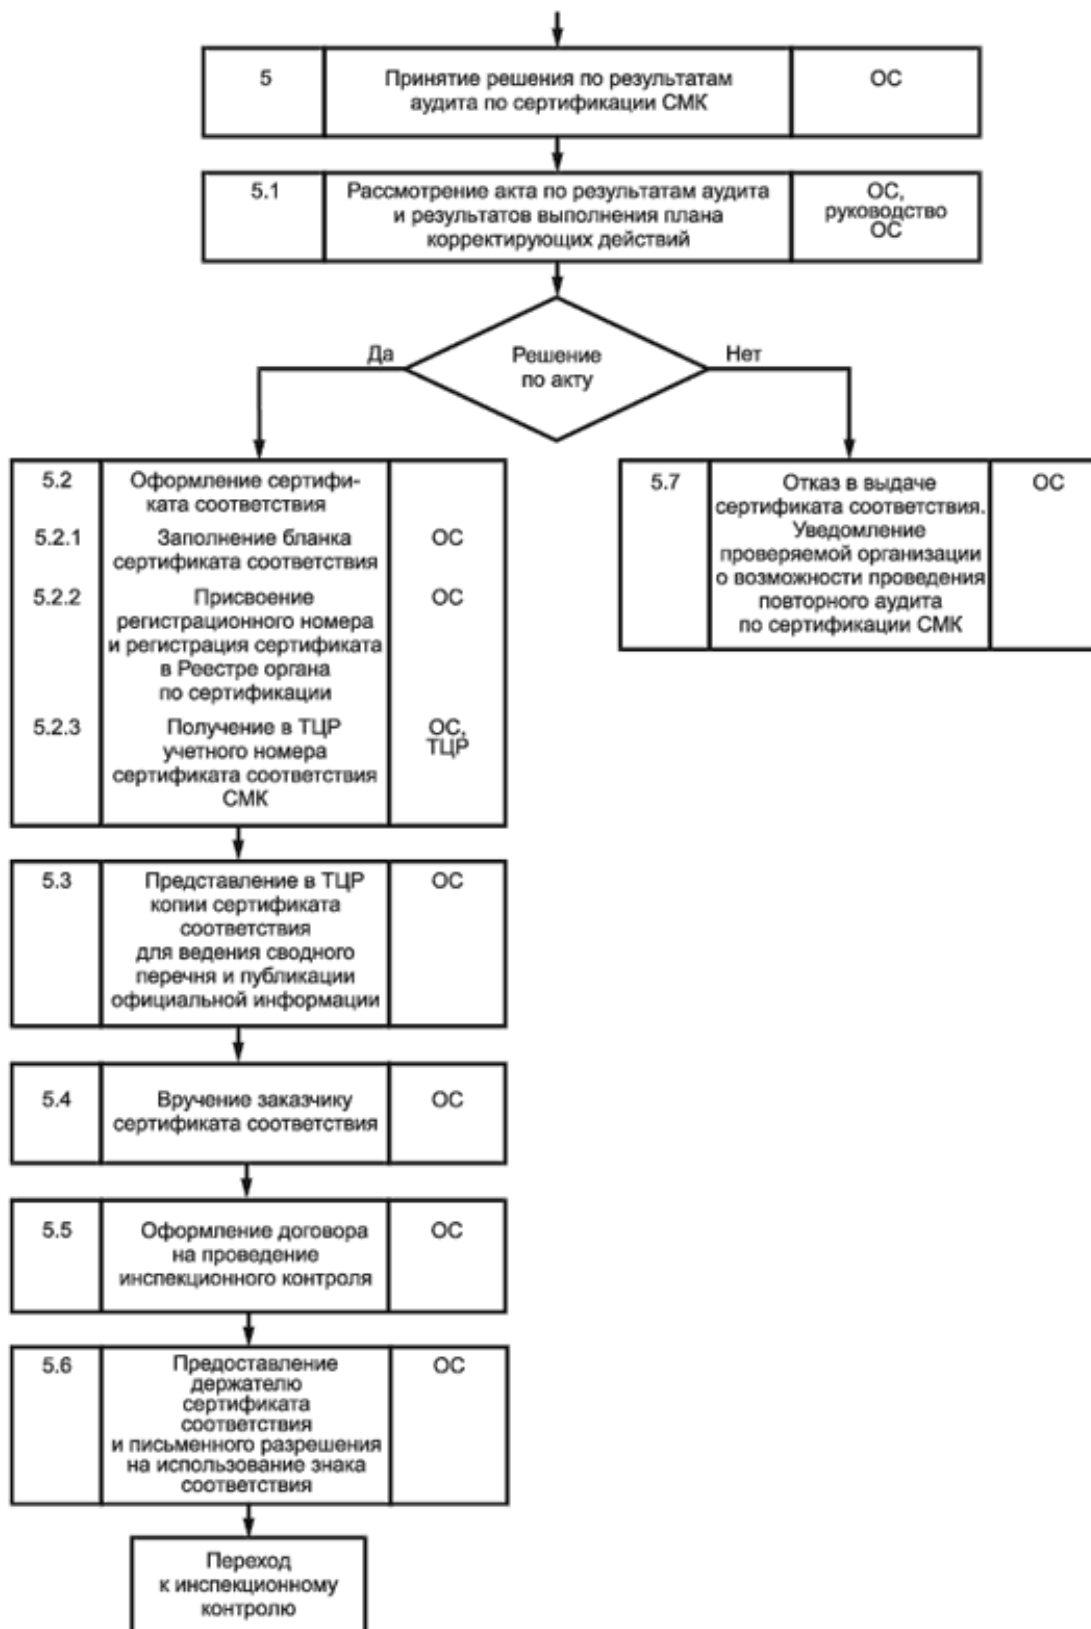 5
Принятие решения по результатам
аудита по сертификации СМК
ОС
5.1
Рассмотрение акта по результатам аудита
и результатов выполнения плана
корректирующих действий
ОС,
руководство
ОС
Решение
по акту
Да
Нет
5.2
Оформление сертифи-
ката соответствия
5.2.1
Заполнение бланка
сертификата соответствия
ОС
5.2.2
Присвоение
регистрационного номера
и регистрация сертификата
в Реестре органа
по сертификации
ОС
5.2.3
Получение в ТЦР
учетного номера
сертификата соответствия
СМК
ОС,
ТЦР
5.7
Отказ в выдаче
сертификата соответствия.
Уведомление
проверяемой организации
о возможности проведения
повторного аудита
по сертификации СМК
ОС
5.3
Представление в ТЦР
копии сертификата
соответствия
для ведения сводного
перечня и публикации
официальной информации
ОС
5.4
Вручение заказчику
сертификата соответствия
ОС
5.5
Оформление договора
на проведение
инспекционного контроля
ОС
5.6
Предоставление
держателю
сертификата
соответствия
и письменного разрешения
на использование знака
соответствия
ОС
Переход
к инспекционному
контролю